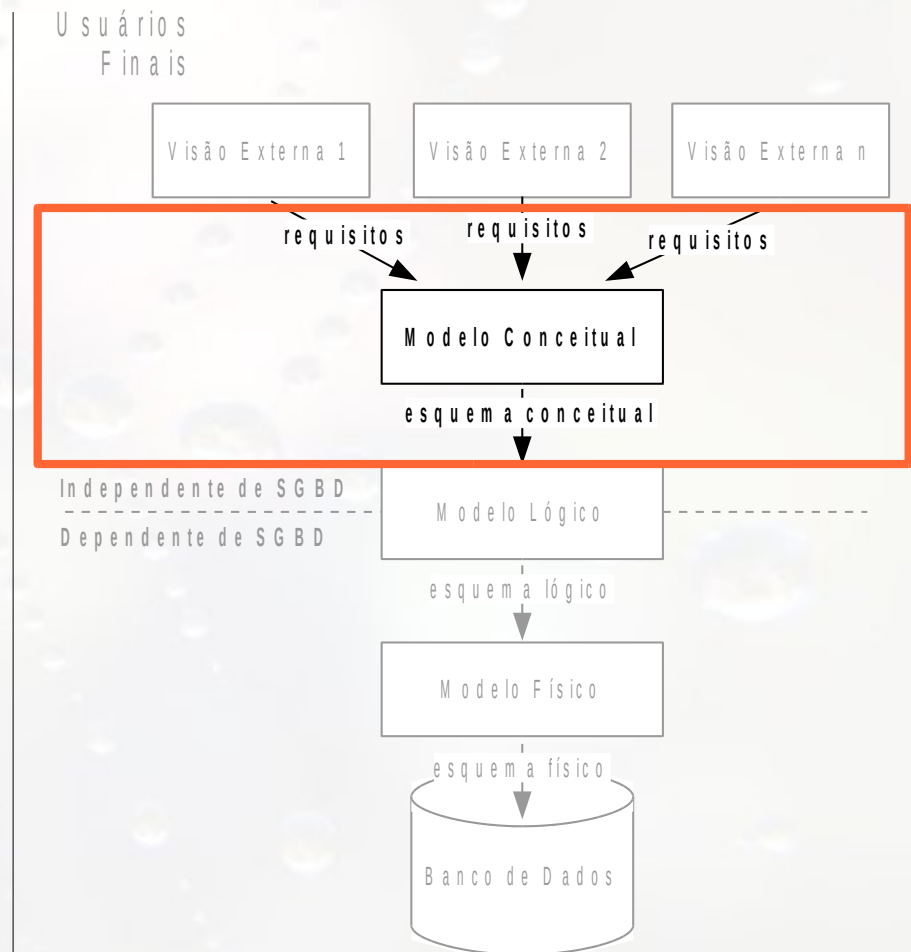 Usuários
Finais
Visão Externa 1
Visão Externa 2
Visão Externa n
requisitos
requisitos
requisitos
Modelo Conceitual
esquema conceitual
Independente de SGBD
Modelo Lógico
Dependente de SGBD
esquema lógico
Modelo Físico
esquema físico
Banco de Dados